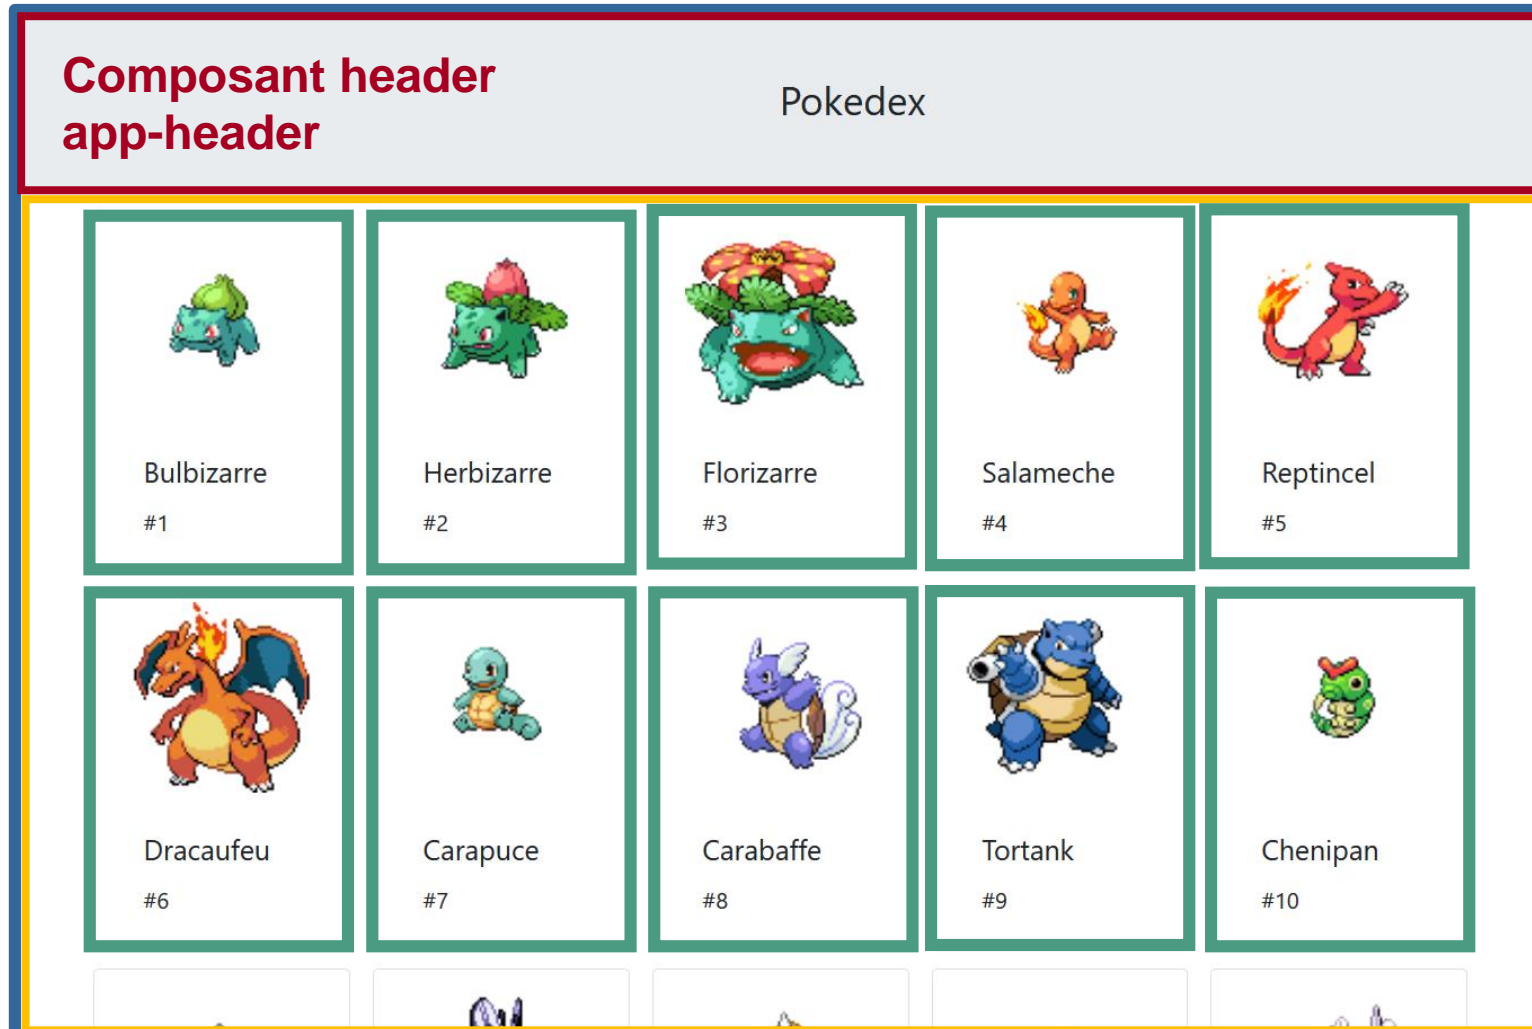 Composant header
app-header
Pokedex
Bulbizarre
#1
Herbizarre
#2
Florizarre
#3
Salameche
#4
Reptincel
#5
Dracaufeu
#6
Carapuce
#7
Carabaffe
#8
Tortank
#9
Chenipan
#10